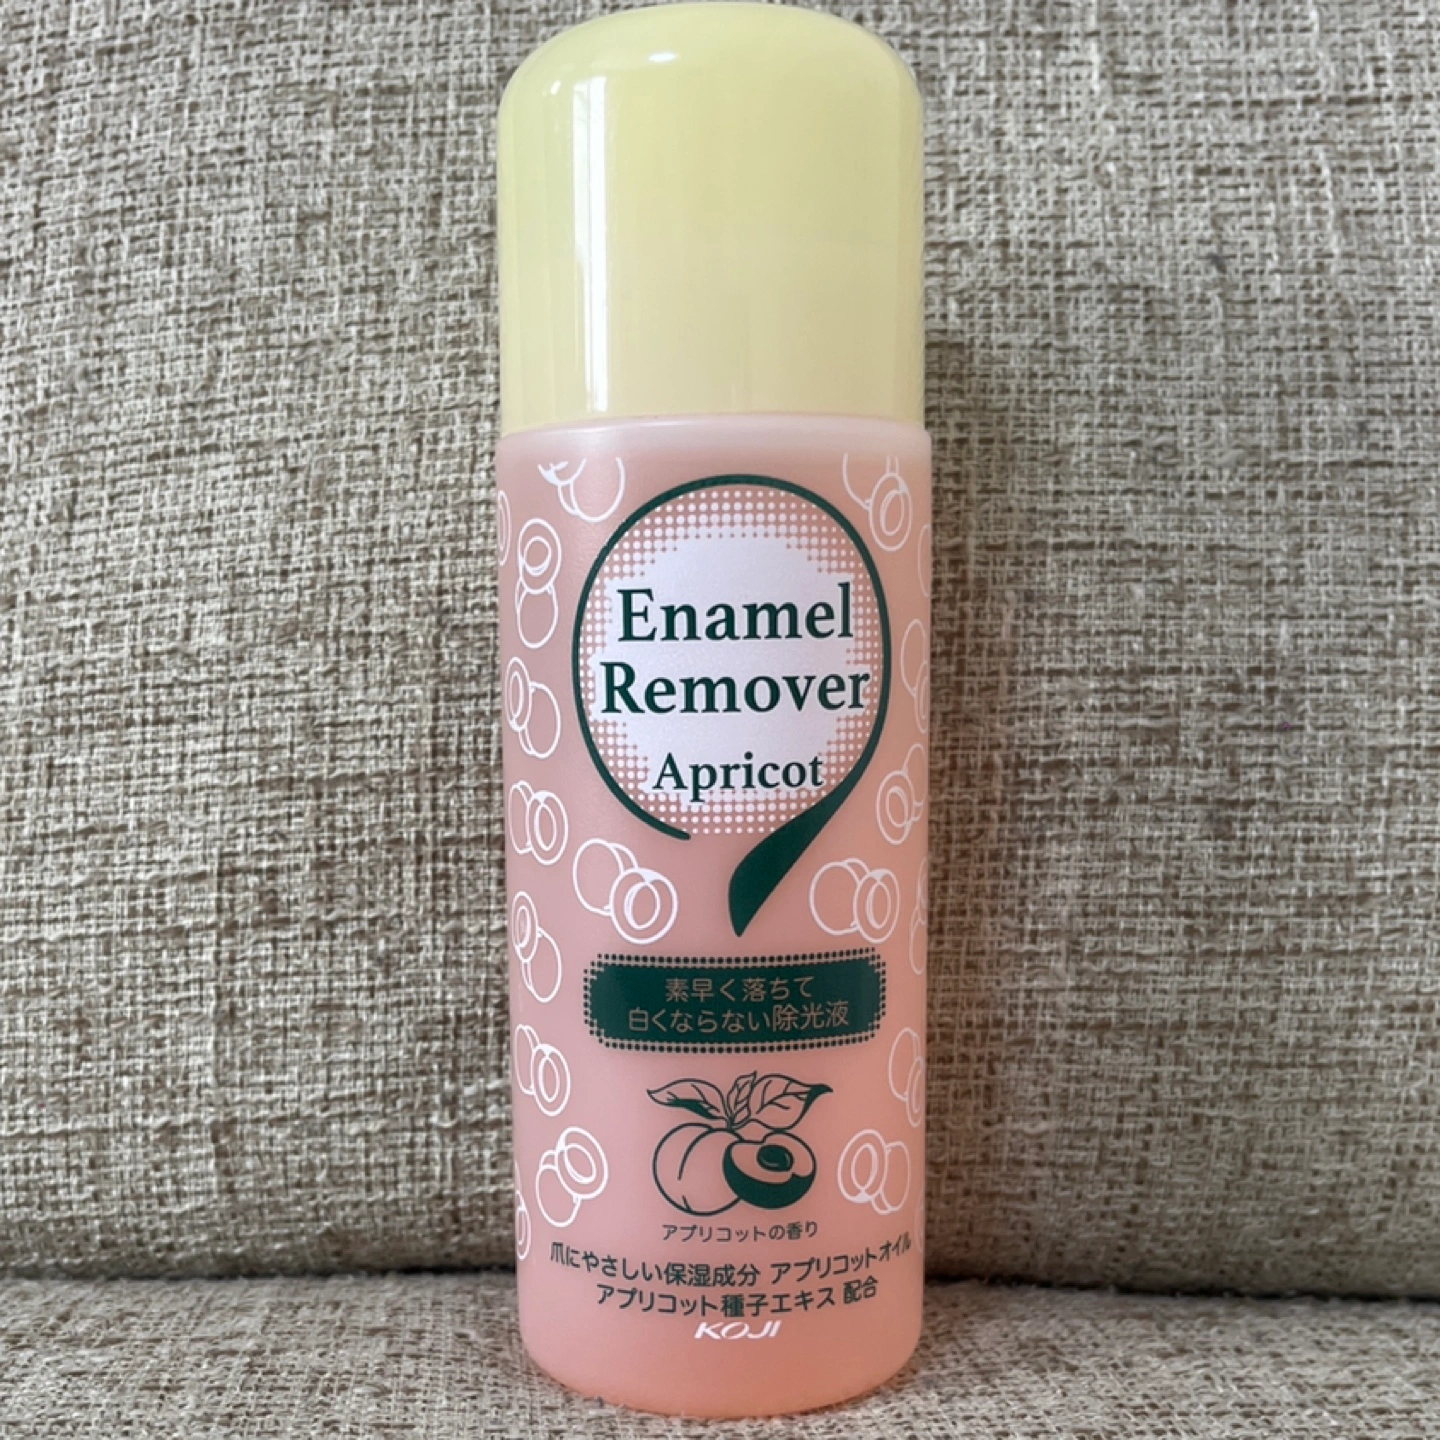 Enamel
Remover
Apricot
素早く落ちて
白くならない除光液
アプリコットの香り
爪にやさしい保湿成分 アプリコットオイル
アプリコット種子エキス 配合
KOJI